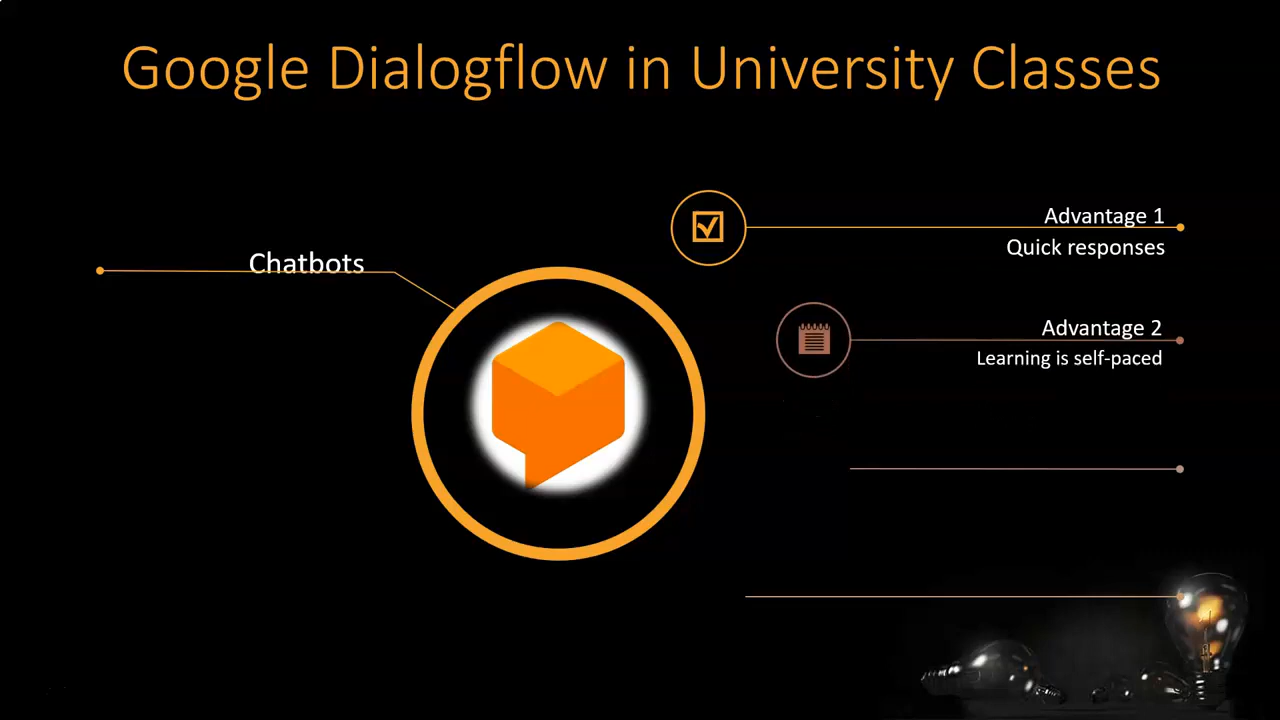 Google Dialogflow in University Classes
Chatbots
Advantage 1
Quick responses
Advantage 2
Learning is self-paced